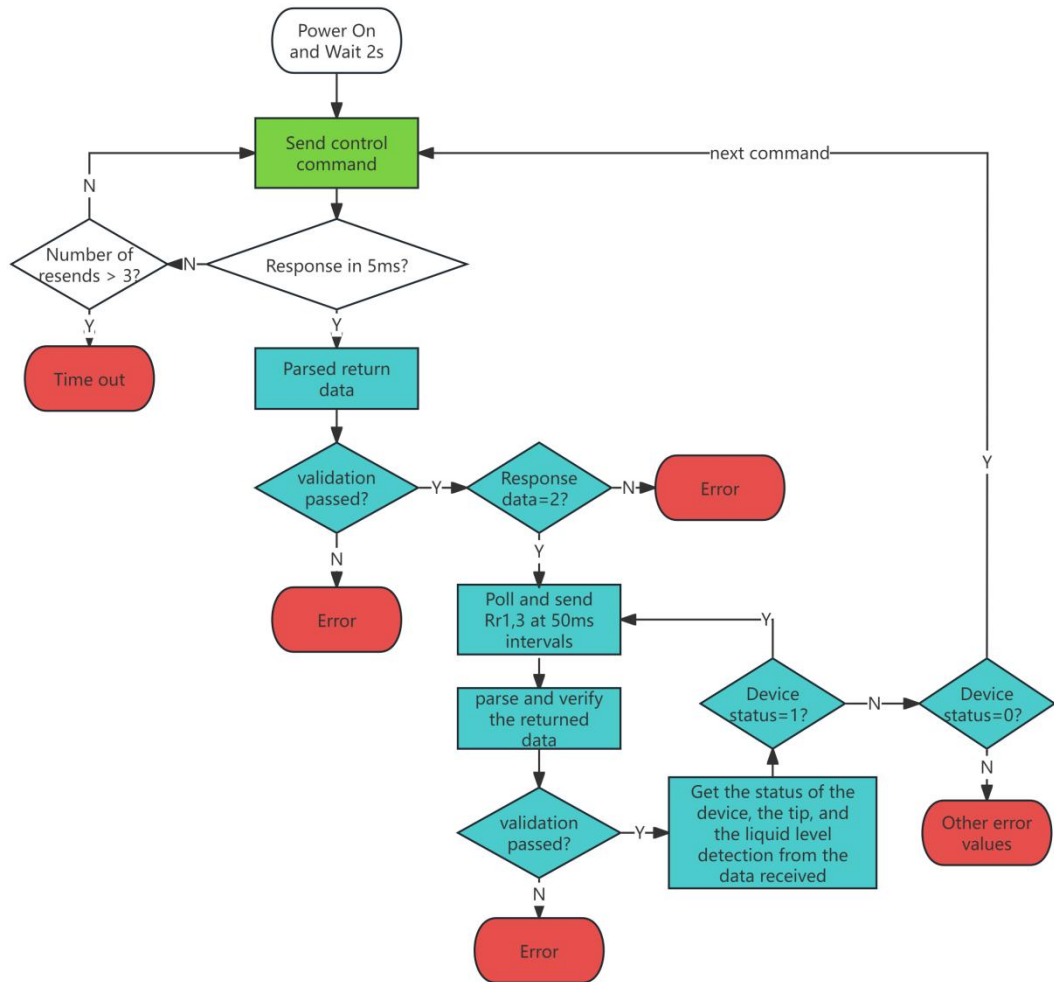 Power On
and Wait 2s
Send control
command
next command
N
Number of
resends > 3?
N
Response in 5ms?
Y
Y
Time out
Parsed return
data
Y
validation
passed?
Y
Response
data=2?
N
Error
N
Y
Error
Poll and send
Rr1,3 at 50ms
intervals
Y
parse and verify
the returned
data
Device
status=1?
N
Device
status=0?
validation
passed?
Y
Get the status of the
device, the tip, and
the liquid level
detection from the
data received
N
Other error
values
N
Error